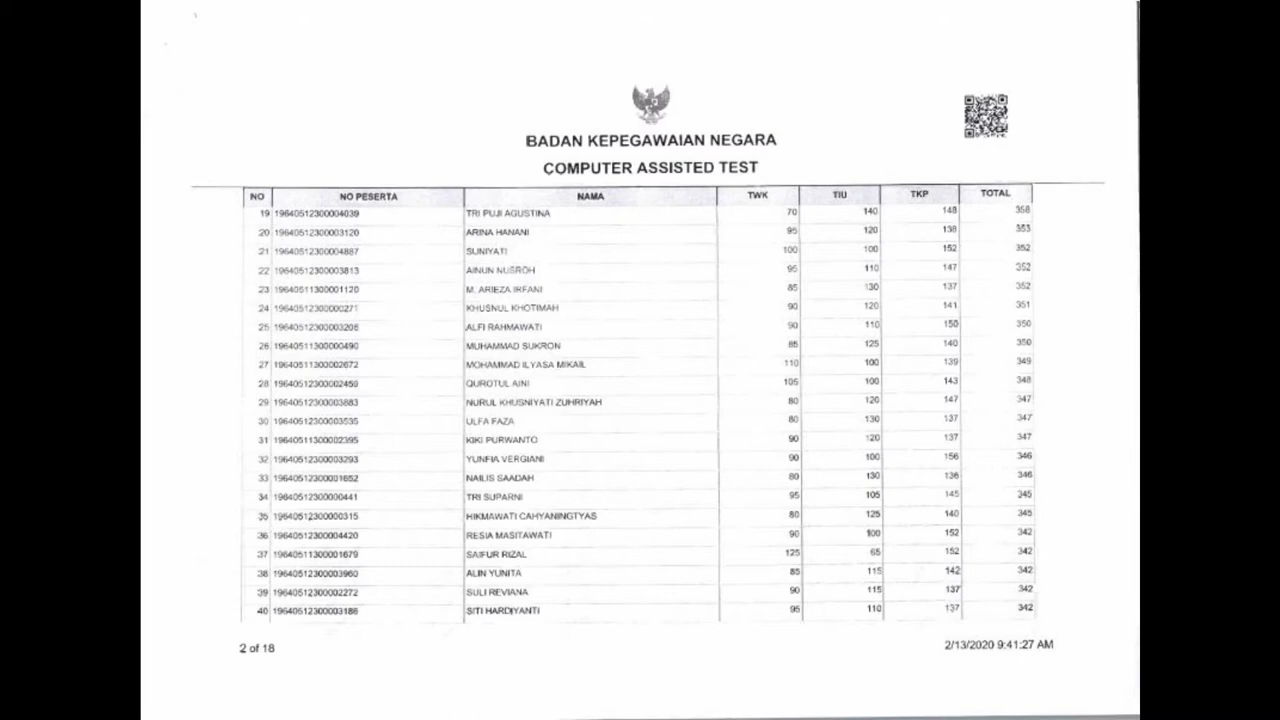 BADAN KEPEGAWAIAN NEGARA
COMPUTER ASSISTED TEST
NO NO PESERTA NAMA TWK TIU TKP TOTAL
19 19640512300004039 TRI PUJI AGUSTINA 70 140 148 358
20 19640512300003120 ARINA HANANI 95 120 138 353
21 19640512300004887 SUNIYATI 100 100 152 352
22 19640512300003813 AINUN NUSROH 95 110 147 352
23 19640511300001120 M. ARIEZA IRFANI 85 130 137 352
24 19640512300000271 KHUSNUL KHOTIMAH 90 120 141 351
25 19640512300003206 ALFI RAHMAWATI 90 110 150 350
26 19640511300000490 MUHAMMAD SUKRON 85 125 140 350
27 19640511300002672 MOHAMMAD ILYASA MIKAIL 110 100 139 349
28 19640512300002459 QUROTUL AINI 105 100 143 348
29 19640512300003883 NURUL KHUSNIYATI ZUHRIYAH 80 120 147 347
30 19640512300003535 ULFA FAZA 80 130 137 347
31 19640511300002395 KIKI PURWANTO 90 120 137 347
32 19640512300003293 YUNFIA VERGIANI 90 100 156 346
33 19640512300001652 NAILIS SAADAH 80 130 136 346
34 19640512300000441 TRI SUPARNI 95 105 145 345
35 19640512300000315 HIKMAWATI CAHYANINGTYAS 80 125 140 345
36 19640512300004420 RESIA MASITAWATI 90 100 152 342
37 19640511300001679 SAIFUR RIZAL 125 65 152 342
38 19640512300003960 ALIN YUNITA 85 115 142 342
39 19640512300002272 SULI REVIANA 90 115 137 342
40 19640512300003186 SITI HARDIYANTI 95 110 137 342
2 of 18 2/13/2020 9:41:27 AM